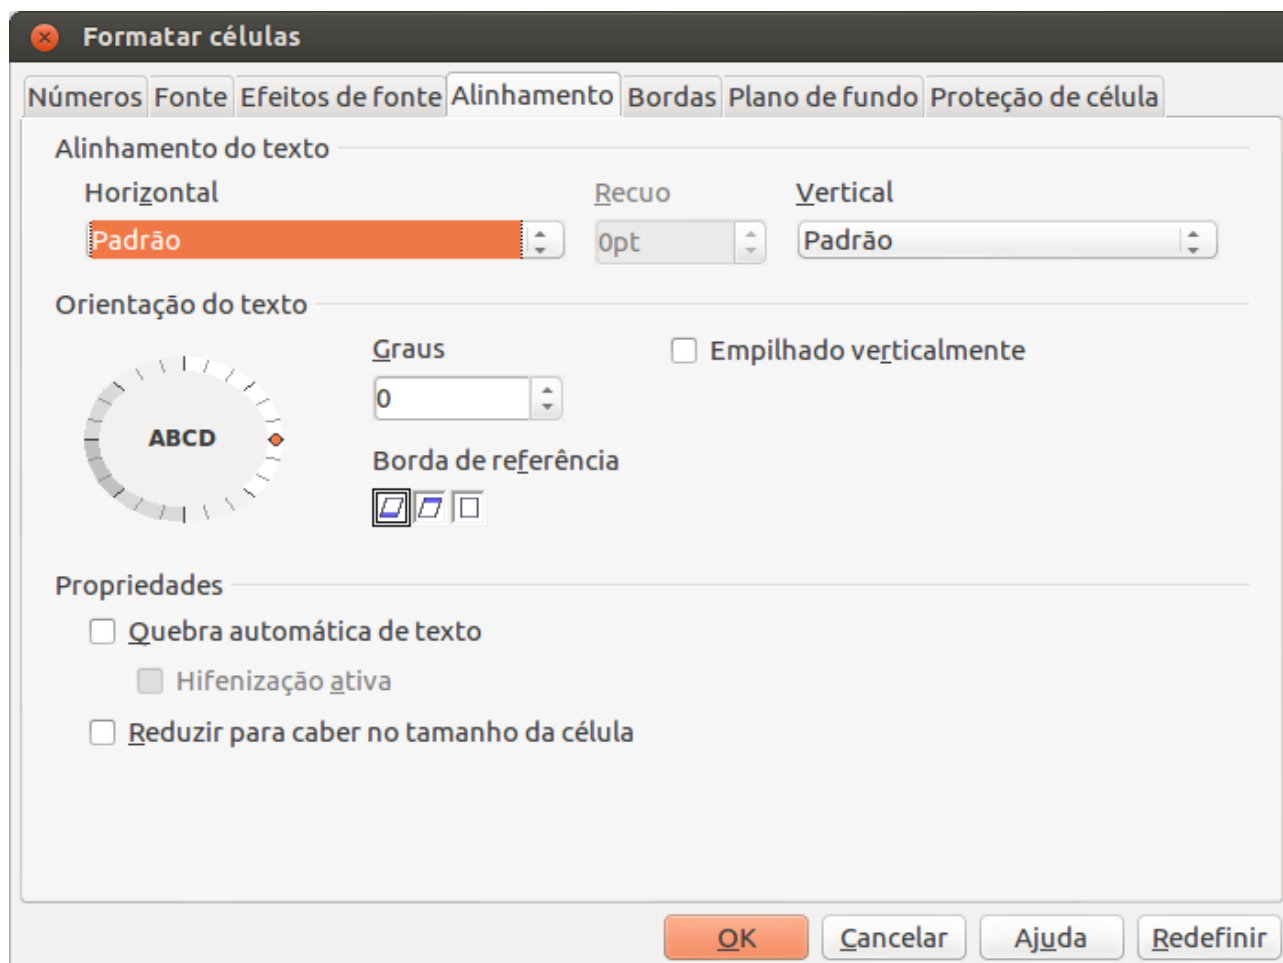 Formatar células
Números Fonte Efeitos de fonte Alinhamento Bordas Plano de fundo Proteção de célula
Alinhamento do texto
Horizontal Recuo Vertical
Padrão 0pt Padrão
Orientação do texto
Graus Empilhado verticalmente
0
ABCD
Borda de referência
Propriedades
Quebra automática de texto
Hifenização ativa
Reduzir para caber no tamanho da célula
OK Cancelar Ajuda Redefinir